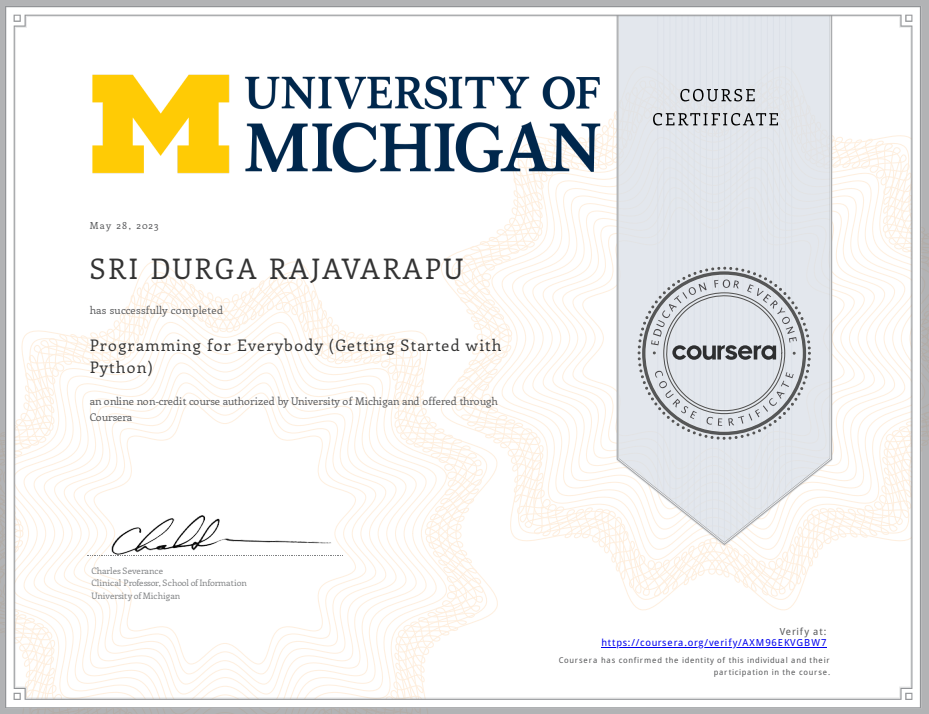 UNIVERSITY OF
MICHIGAN
COURSE
CERTIFICATE
May 28, 2023
SRI DURGA RAJAVARAPU
has successfully completed
Programming for Everybody (Getting Started with
Python)
an online non-credit course authorized by University of Michigan and offered through
Coursera
EDUCATION FOR EVERYONE
coursera
COURSE CERTIFICATE
Charles Severance
Clinical Professor, School of Information
University of Michigan
Verify at:
https://coursera.org/verify/AXM96EKVGBW7
Coursera has confirmed the identity of this individual and their
participation in the course.